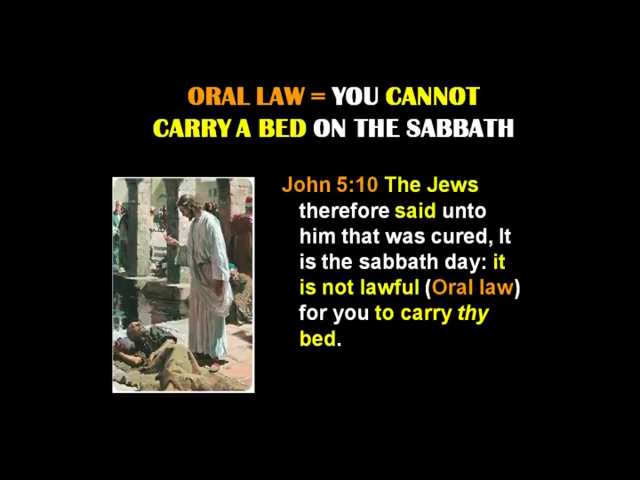 ORAL LAW = YOU CANNOT
CARRY A BED ON THE SABBATH
John 5:10 The Jews
therefore said unto
him that was cured, It
is the sabbath day: it
is not lawful (Oral law)
for you to carry thy
bed.